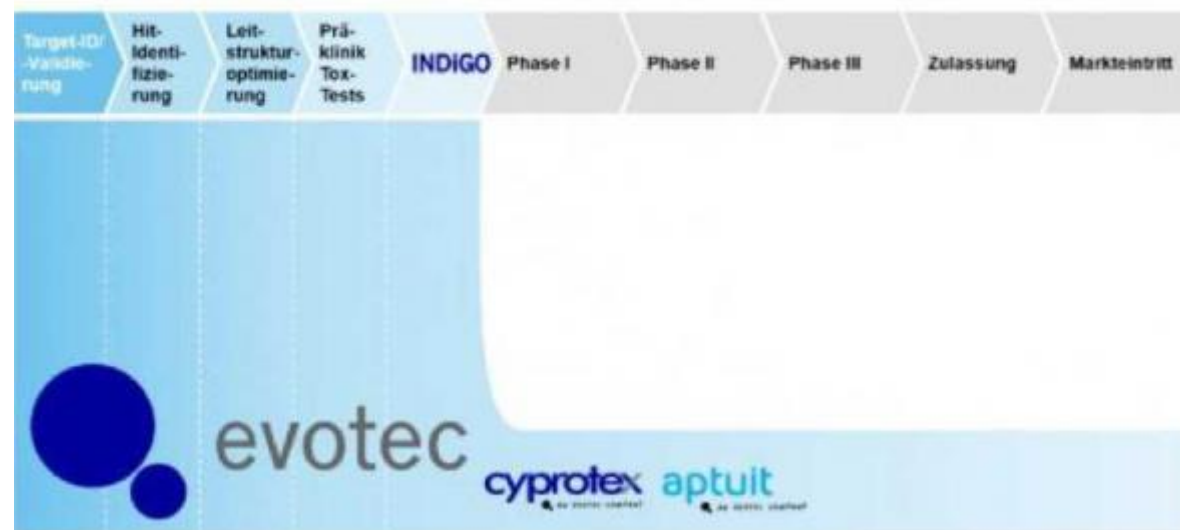 Target-ID/
-Validie-
rung
Hit-
Identi-
fizie-
rung
Leit-
struktur-
optimie-
rung
Prä-
klinik
Tox-
Tests
INDiGO
Phase I
Phase II
Phase III
Zulassung
Markteintritt
evotec
cyprotex
aptuit